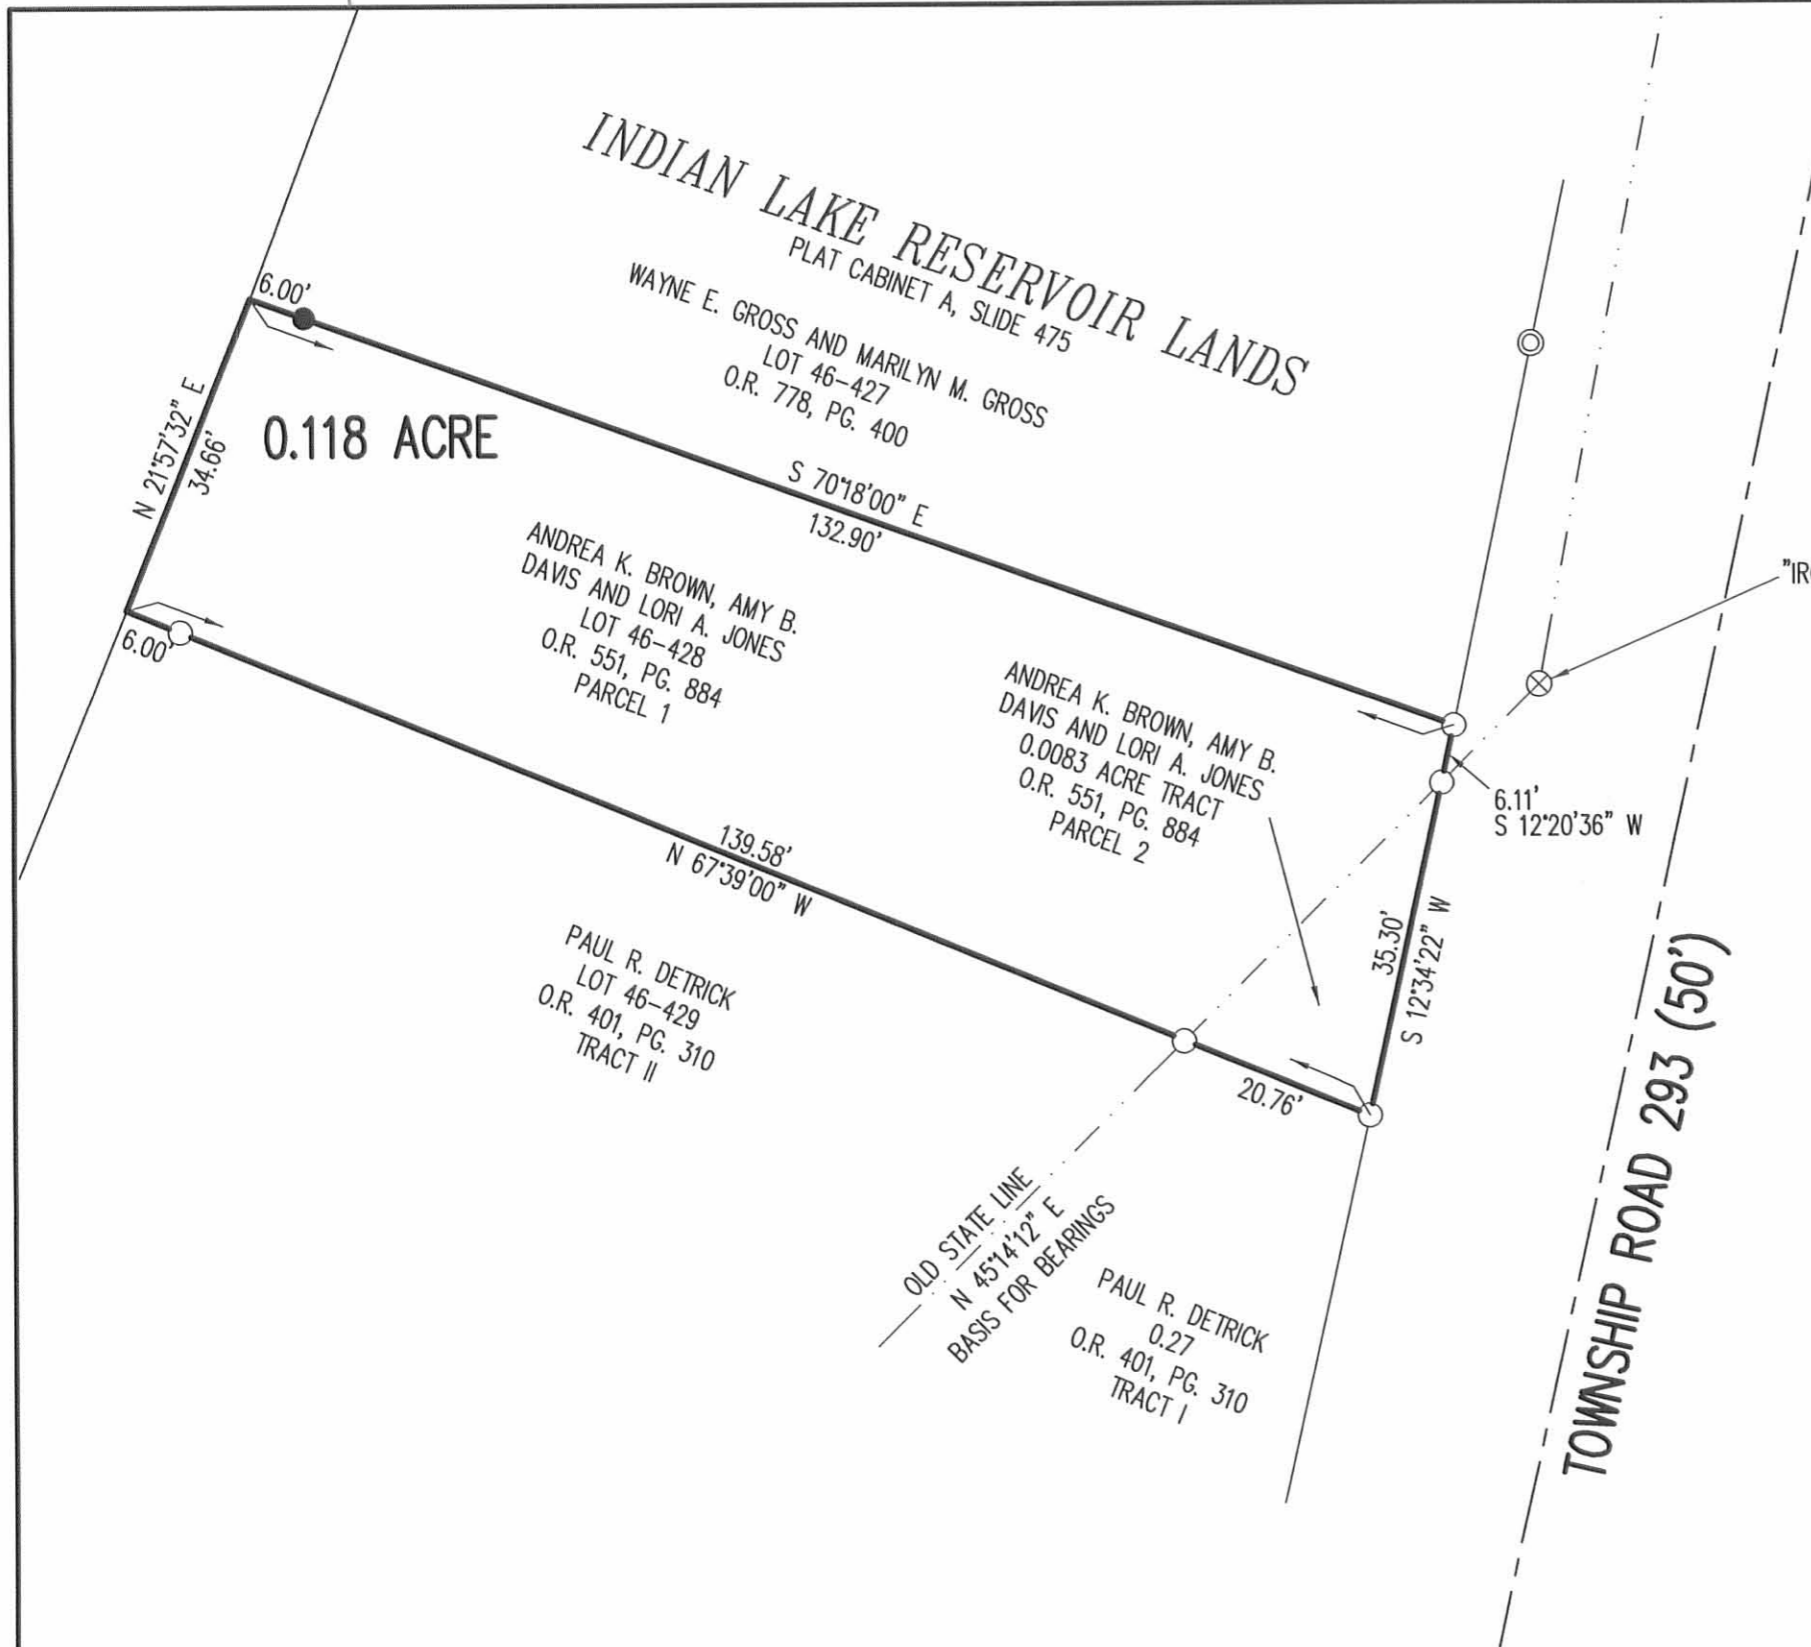 INDIAN LAKE RESERVOIR LANDS
PLAT CABINET A, SLIDE 475
WAYNE E. GROSS AND MARILYN M. GROSS
LOT 46-427
O.R. 778, PG. 400
6.00'
N 21°57'32" E
34.66'
0.118 ACRE
S 70°18'00" E
132.90'
"IR
ANDREA K. BROWN, AMY B.
DAVIS AND LORI A. JONES
LOT 46-428
O.R. 551, PG. 884
PARCEL 1
6.00'
ANDREA K. BROWN, AMY B.
DAVIS AND LORI A. JONES
0.0083 ACRE TRACT
O.R. 551, PG. 884
PARCEL 2
6.11'
S 12°20'36" W
139.58'
N 67°39'00" W
35.30'
S 12°34'22" W
PAUL R. DETRICK
LOT 46-429
O.R. 401, PG. 310
TRACT II
20.76'
OLD STATE LINE
N 45°14'12" E
BASIS FOR BEARINGS
PAUL R. DETRICK
0.27
O.R. 401, PG. 310
TRACT I
TOWNSHIP ROAD 293 (50')